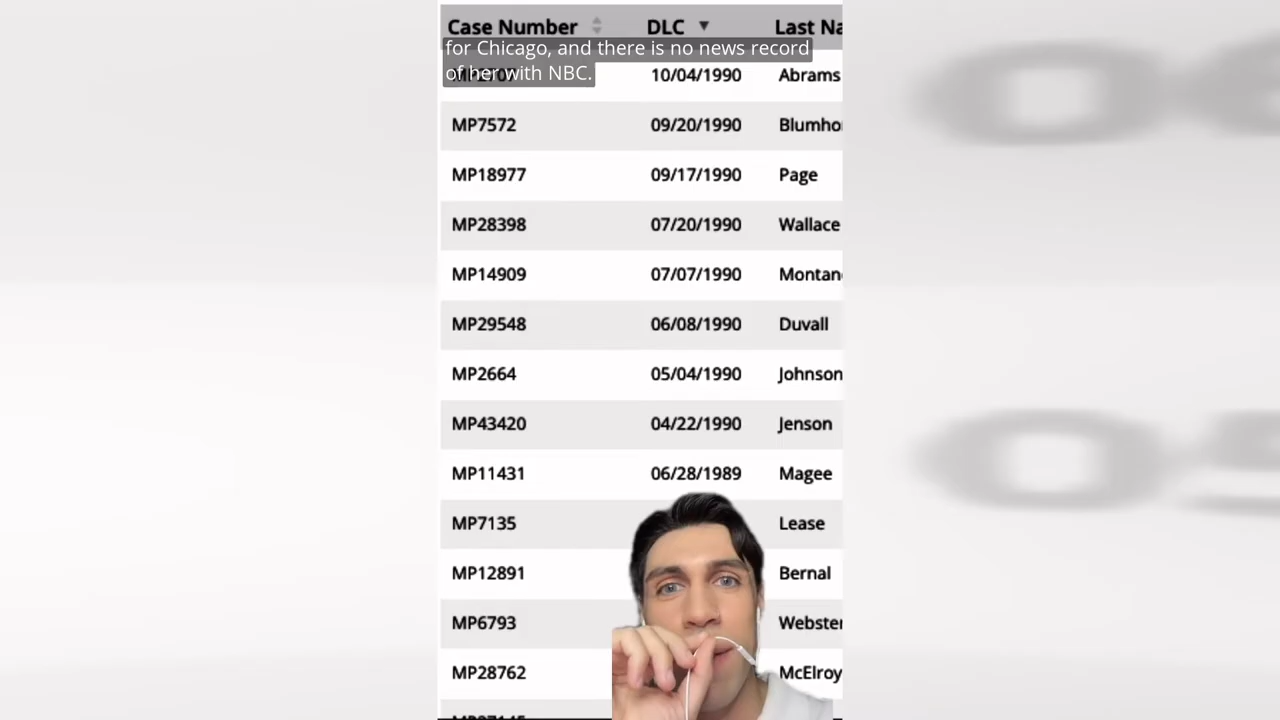 Case Number DLC Last Na
for Chicago, and there is no news record
of her with NBC.
10/04/1990 Abrams
MP7572 09/20/1990 Blumho
MP18977 09/17/1990 Page
MP28398 07/20/1990 Wallace
MP14909 07/07/1990 Montan
MP29548 06/08/1990 Duvall
MP2664 05/04/1990 Johnson
MP43420 04/22/1990 Jenson
MP11431 06/28/1989 Magee
MP7135 Lease
MP12891 Bernal
MP6793 Webster
MP28762 McElroy